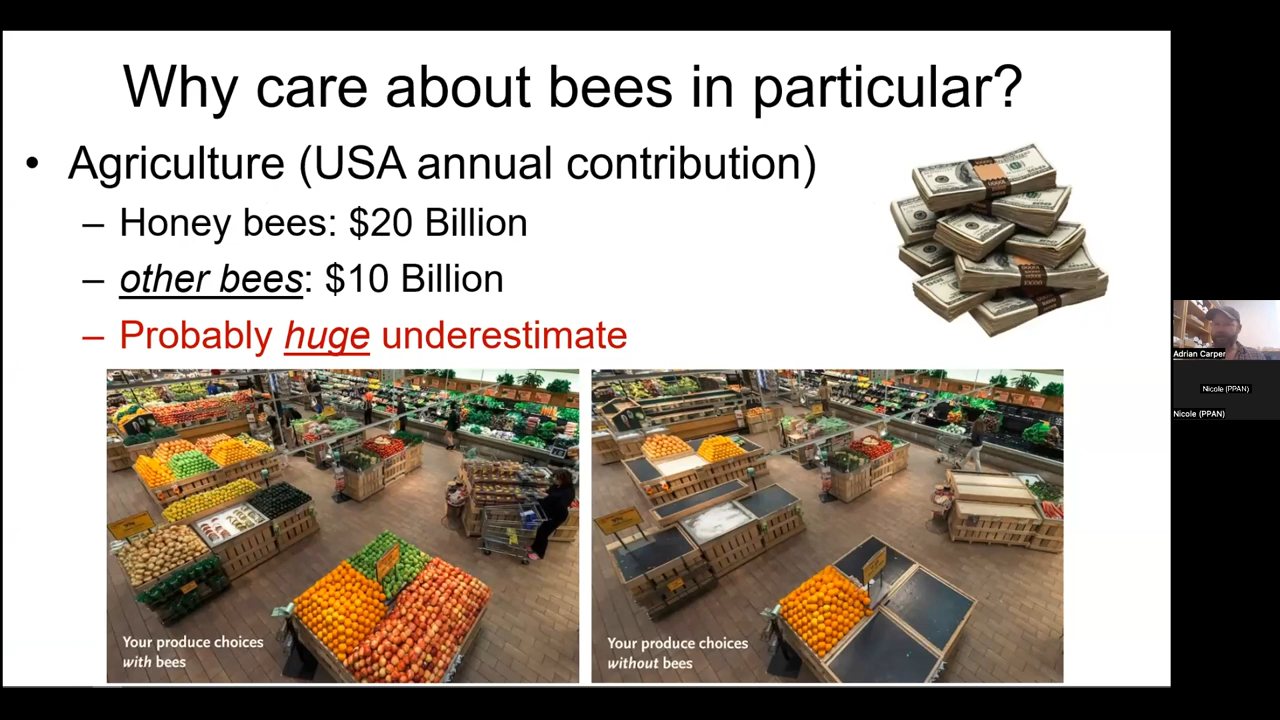 Why care about bees in particular?
• Agriculture (USA annual contribution)
– Honey bees: $20 Billion
– other bees: $10 Billion
– Probably huge underestimate
Your produce choices
with bees
Your produce choices
without bees
Adrian Carper
Nicole (PPAN)
Nicole (PPAN)